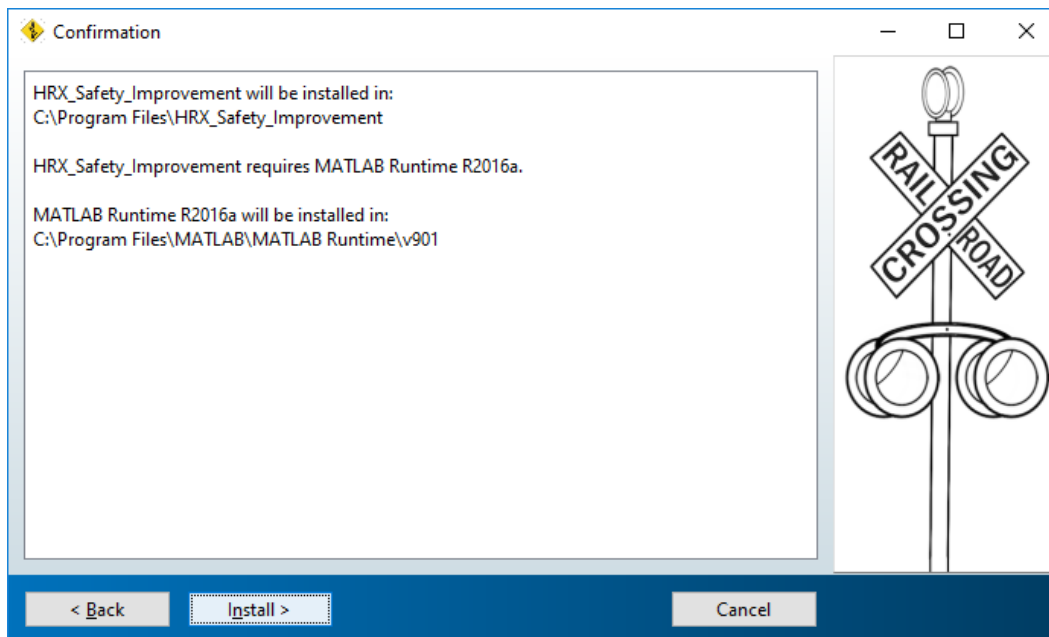 Confirmation
HRX_Safety_Improvement will be installed in:
C:\Program Files\HRX_Safety_Improvement
HRX_Safety_Improvement requires MATLAB Runtime R2016a.
MATLAB Runtime R2016a will be installed in:
C:\Program Files\MATLAB\MATLAB Runtime\v901
RAIL ROAD
CROSSING
< Back
Install >
Cancel